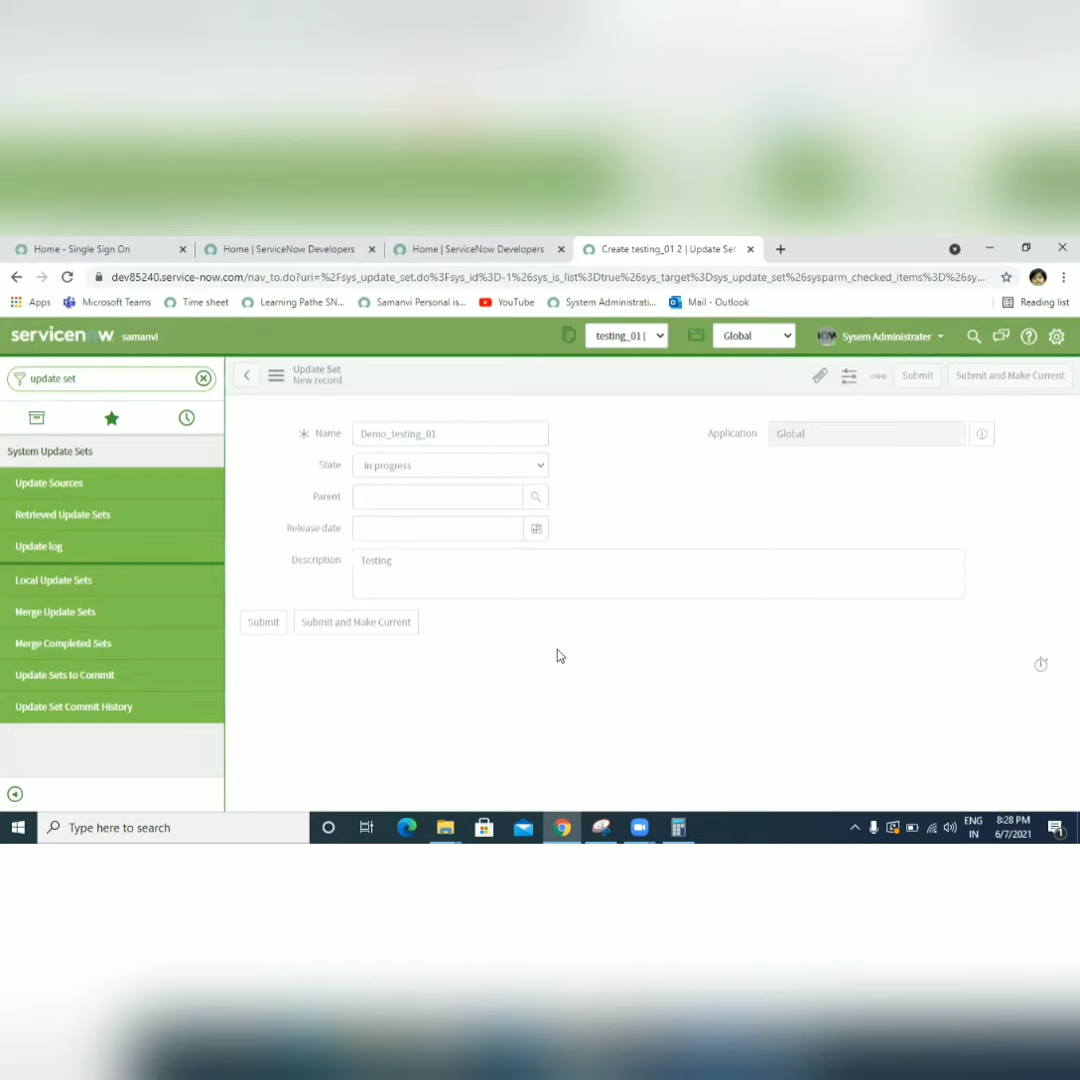 Home - Single Sign On
Home | ServiceNow Developers
Home | ServiceNow Developers
Create testing_01 2 | Update Set
dev85240.service-now.com/nav_to.do?uri=%2Fsys_update_set.do%3Fsys_id%3D-1%26sys_is_list%3Dtrue%26sys_target%3Dsys_update_set%26sysparm_checked_items%3D%26sy...
Apps
Microsoft Teams
Time sheet
Learning Pathe SN...
Samanvi Personal is...
YouTube
System Administrati...
Mail - Outlook
Reading list
servicenow samanvi
testing_01 [
Global
Sysem Administrater
update set
Update Set
New record
Submit
Submit and Make Current
System Update Sets
Update Sources
Retrieved Update Sets
Update log
Local Update Sets
Merge Update Sets
Merge Completed Sets
Update Sets to Commit
Update Set Commit History
Name Demo_testing_01
Application Global
State In progress
Parent
Release date
Description Testing
Submit
Submit and Make Current
Type here to search
ENG
IN
8:28 PM
6/7/2021
1